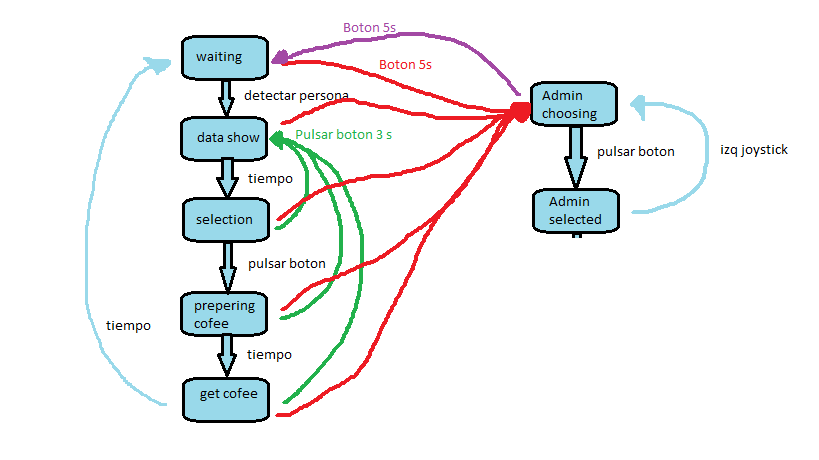 Boton 5s
waiting
Boton 5s
detectar persona
Admin
choosing
data show
Pulsar boton 3 s
pulsar boton
izq joystick
tiempo
selection
Admin
selected
pulsar boton
prepering
cofee
tiempo
tiempo
get cofee